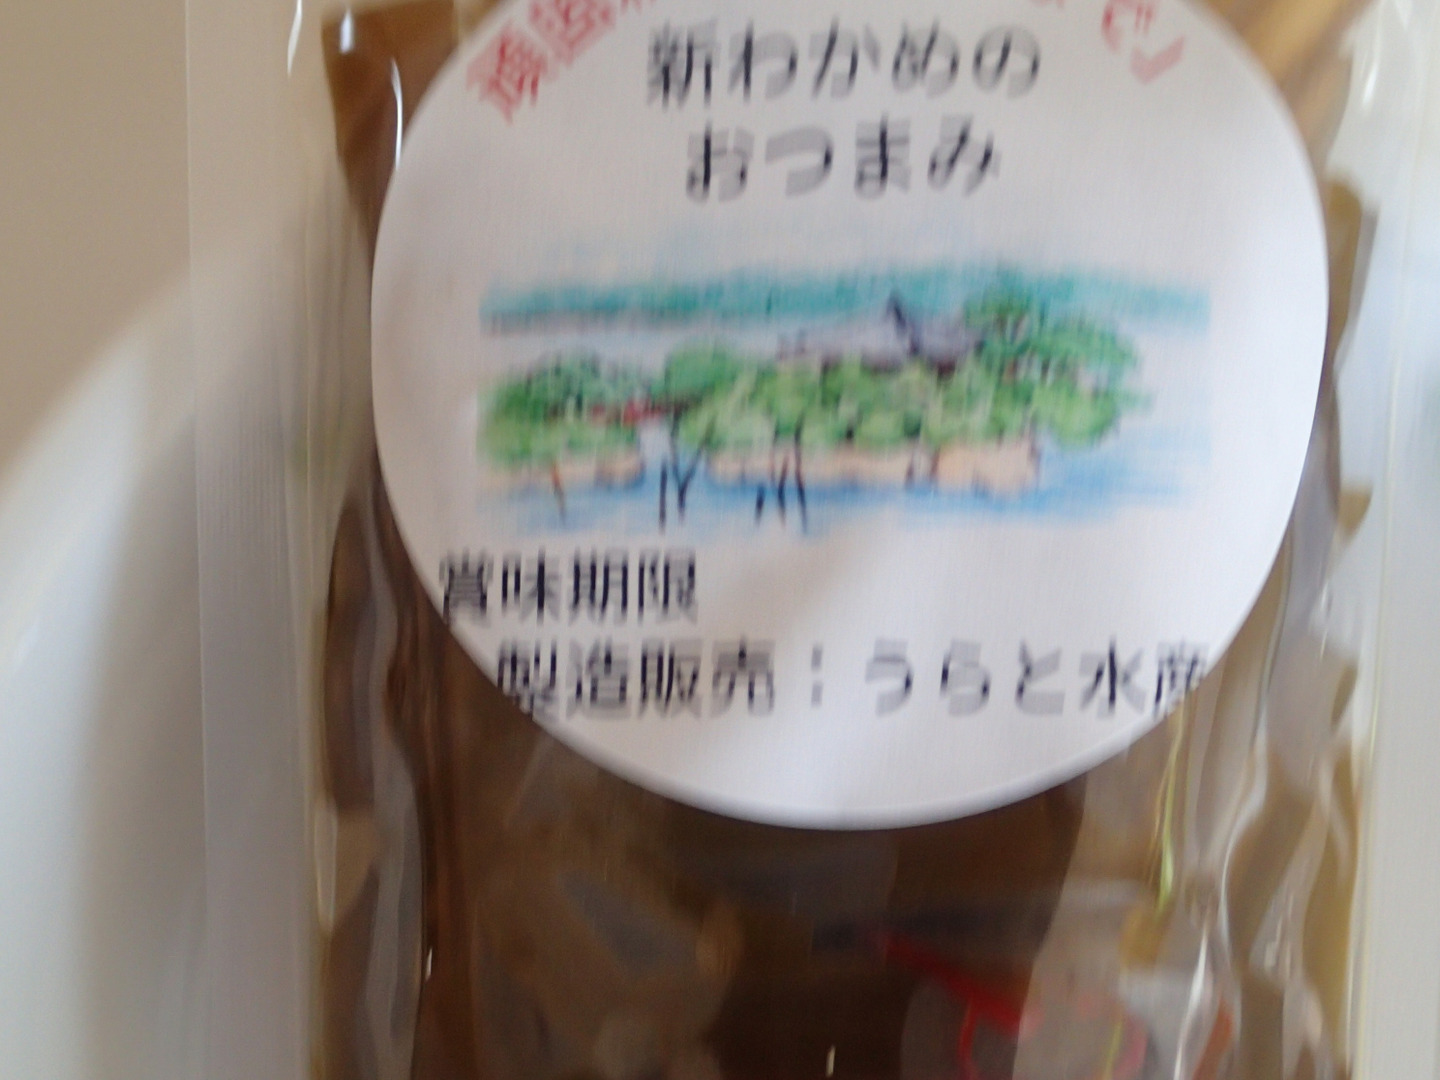 新わかめの
おつまみ
賞味期限
製造販売：うらと水産